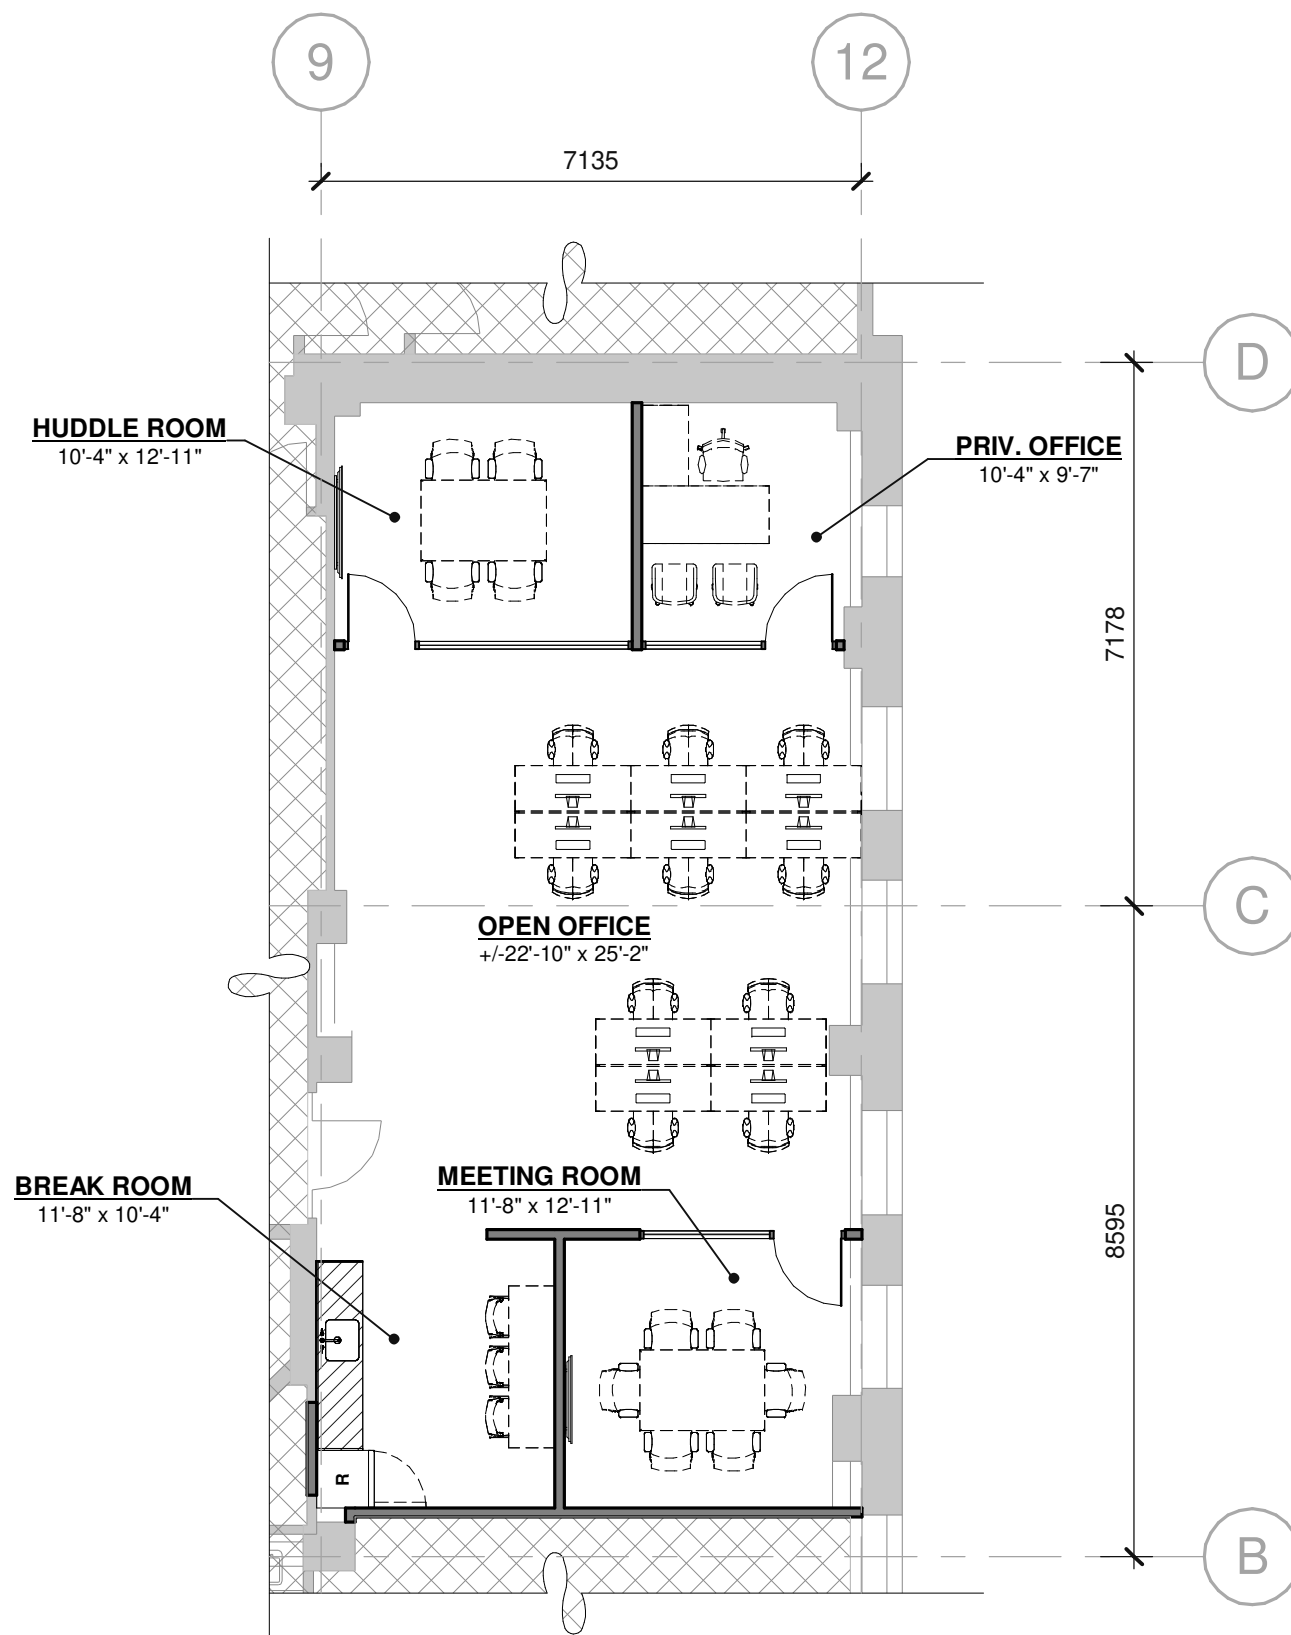 9
12
7135
D
HUDDLE ROOM
10'-4" x 12'-11"
PRIV. OFFICE
10'-4" x 9'-7"
7178
C
OPEN OFFICE
+/-22'-10" x 25'-2"
MEETING ROOM
11'-8" x 12'-11"
BREAK ROOM
11'-8" x 10'-4"
8595
R
B